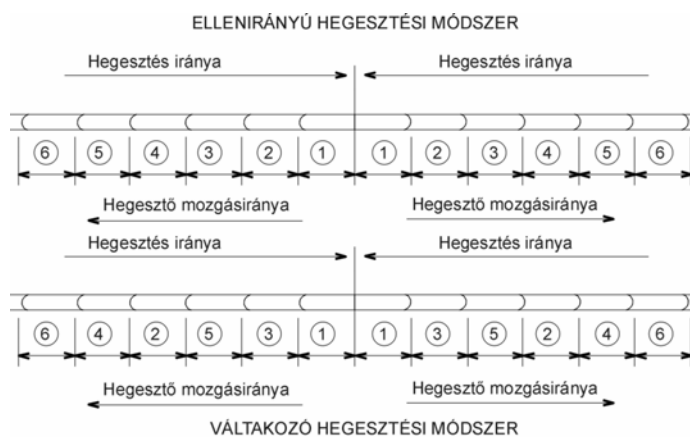 ELLENIRÁNYÚ HEGESZTÉSI MÓDSZER
Hegesztés iránya Hegesztés iránya
6 5 4 3 2 1 1 2 3 4 5 6
Hegesztő mozgásiránya Hegesztő mozgásiránya
Hegesztés iránya Hegesztés iránya
6 4 2 5 3 1 1 3 5 2 4 6
Hegesztő mozgásiránya Hegesztő mozgásiránya
VÁLTAKOZÓ HEGESZTÉSI MÓDSZER